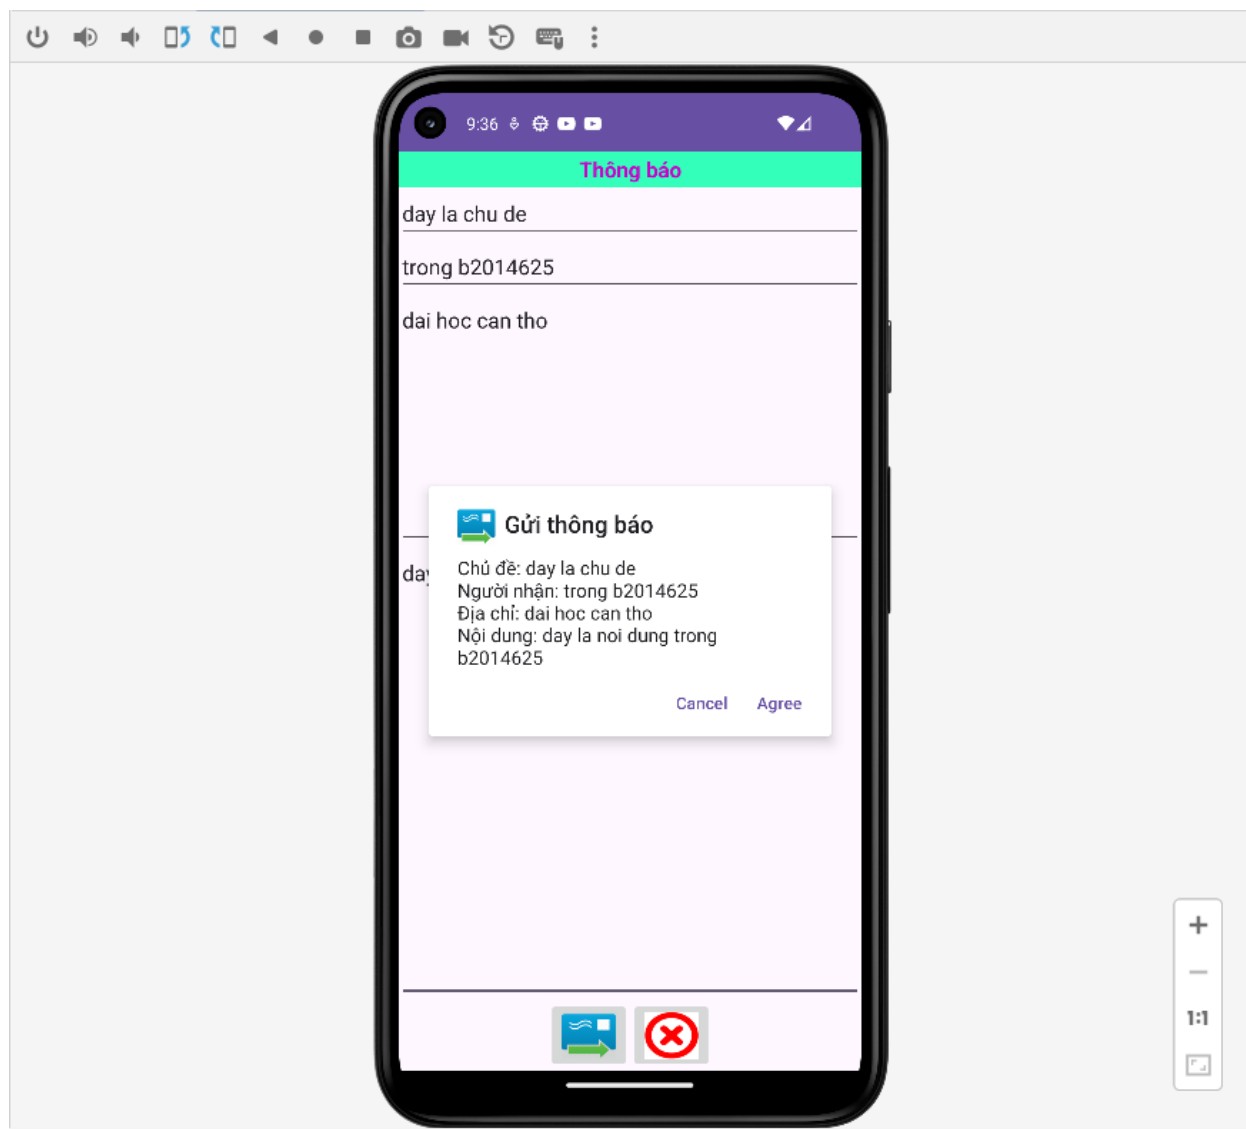 9:36
Thông báo
day la chu de
trong b2014625
dai hoc can tho
day
Gửi thông báo
Chủ đề: day la chu de
Người nhận: trong b2014625
Địa chỉ: dai hoc can tho
Nội dung: day la noi dung trong
b2014625
Cancel Agree
1:1